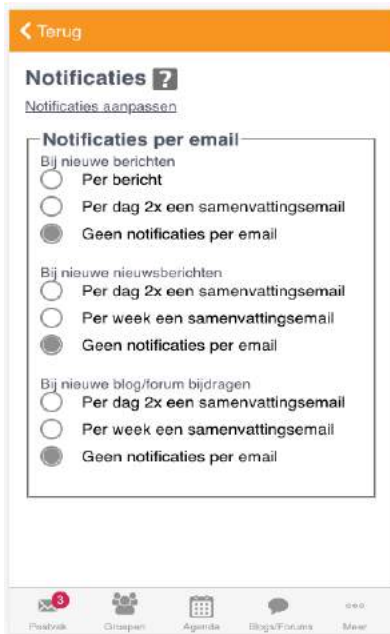 Terug
Notificaties ?
Notificaties aanpassen
Notificaties per email
Bij nieuwe berichten
Per bericht
Per dag 2x een samenvattingsemail
Geen notificaties per email
Bij nieuwe nieuwsberichten
Per dag 2x een samenvattingsemail
Per week een samenvattingsemail
Geen notificaties per email
Bij nieuwe blog/forum bijdragen
Per dag 2x een samenvattingsemail
Per week een samenvattingsemail
Geen notificaties per email
3
Postvak Groepen Agenda Blogs/Forums Meer